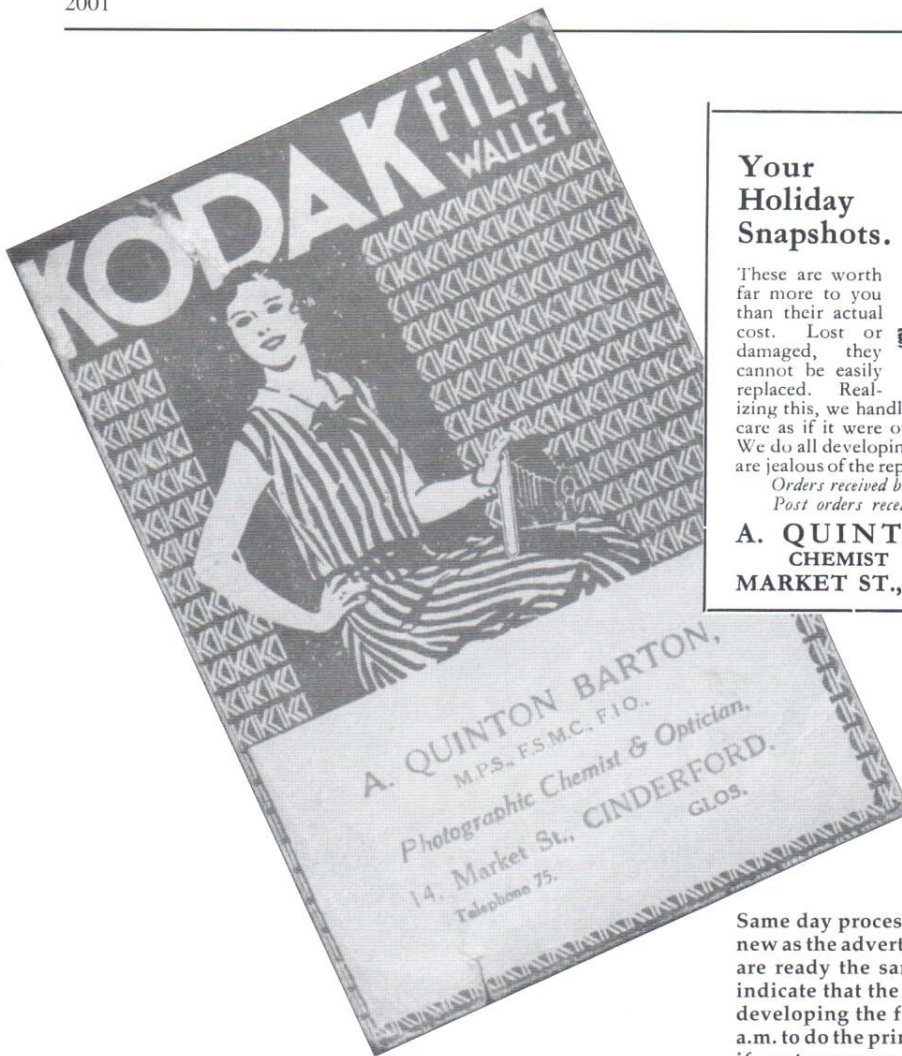 2001
KODAK FILM
WALLET
A. QUINTON BARTON,
M.P.S., F.S.M.C., F.I.O.,
Photographic Chemist & Optician,
14, Market St., CINDERFORD.
GLOS.
Telephone 75.
Your
Holiday
Snapshots.
These are worth
far more to you
than their actual
cost. Lost or
damaged, they
cannot be easily
replaced. Real-
izing this, we handl
care as if it were o
We do all developin
are jealous of the rep
Orders received b
Post orders rece
A. QUINT
CHEMIST
MARKET ST.,
Same day proces
new as the advert
are ready the sar
indicate that the
developing the f
a.m. to do the prin